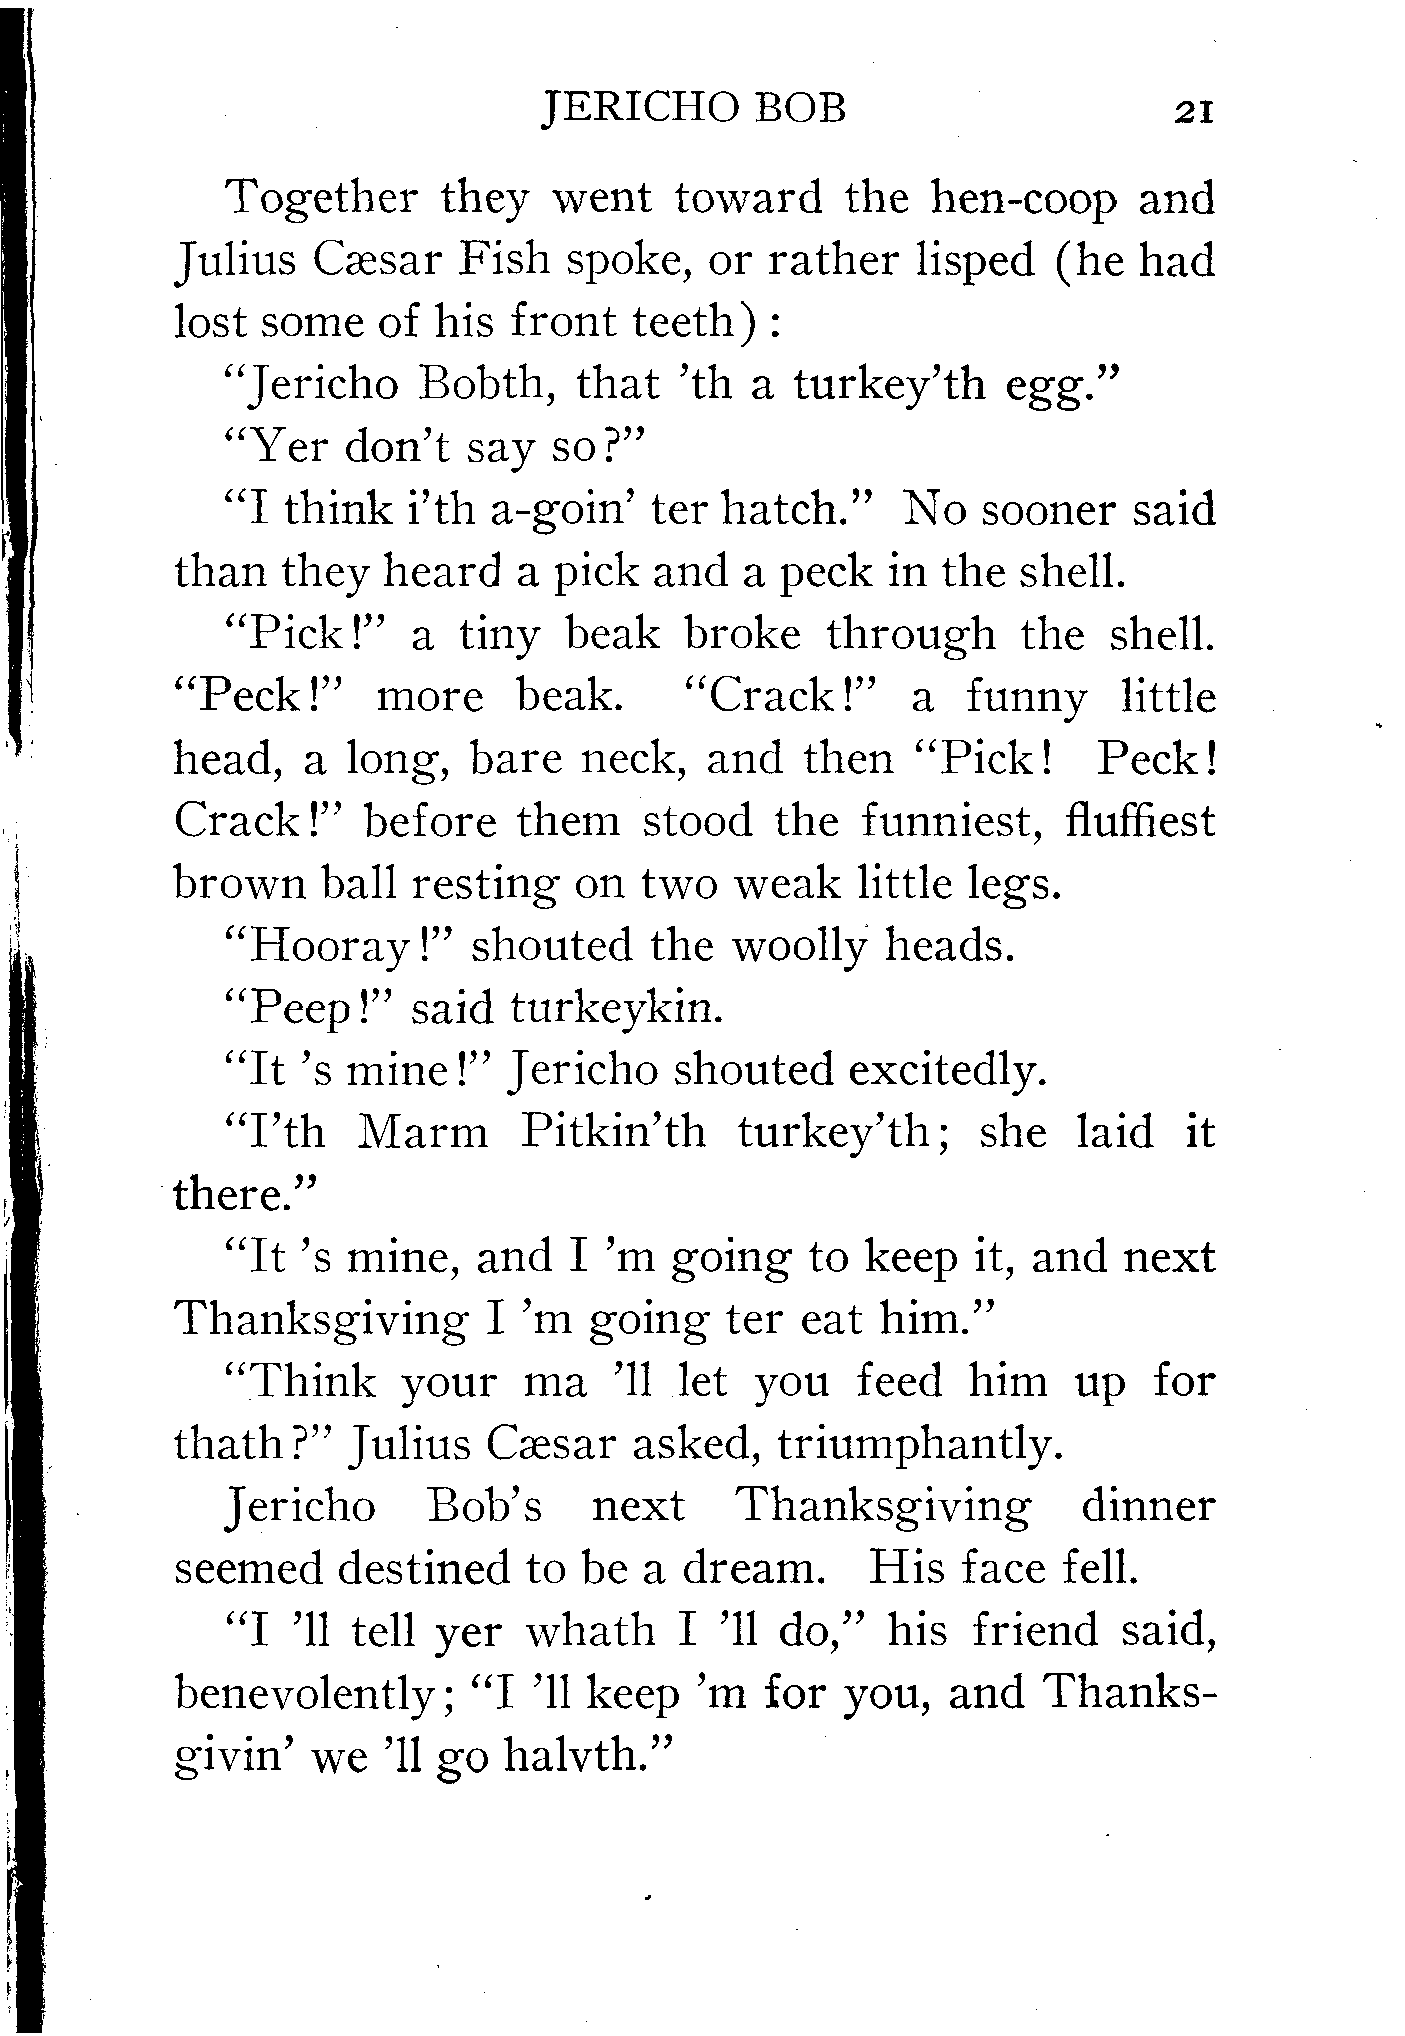 JERICHO BOB 21
Together they went toward the hen-coop and
Julius Cæsar Fish spoke, or rather lisped (he had
lost some of his front teeth) :
“Jericho Bobth, that ’th a turkey’th egg.”
“Yer don’t say so?”
“I think i’th a-goin’ ter hatch.” No sooner said
than they heard a pick and a peck in the shell.
“Pick!” a tiny beak broke through the shell.
“Peck!” more beak. “Crack!” a funny little
head, a long, bare neck, and then “Pick! Peck!
Crack!” before them stood the funniest, fluffiest
brown ball resting on two weak little legs.
“Hooray!” shouted the woolly heads.
“Peep!” said turkeykin.
“It ’s mine!” Jericho shouted excitedly.
“I’th Marm Pitkin’th turkey’th; she laid it
there.”
“It ’s mine, and I ’m going to keep it, and next
Thanksgiving I ’m going ter eat him.”
“Think your ma ’ll let you feed him up for
thath?” Julius Cæsar asked, triumphantly.
Jericho Bob’s next Thanksgiving dinner
seemed destined to be a dream. His face fell.
“I ’ll tell yer whath I ’ll do,” his friend said,
benevolently; “I ’ll keep ’m for you, and Thanks-
givin’ we ’ll go halvth.”